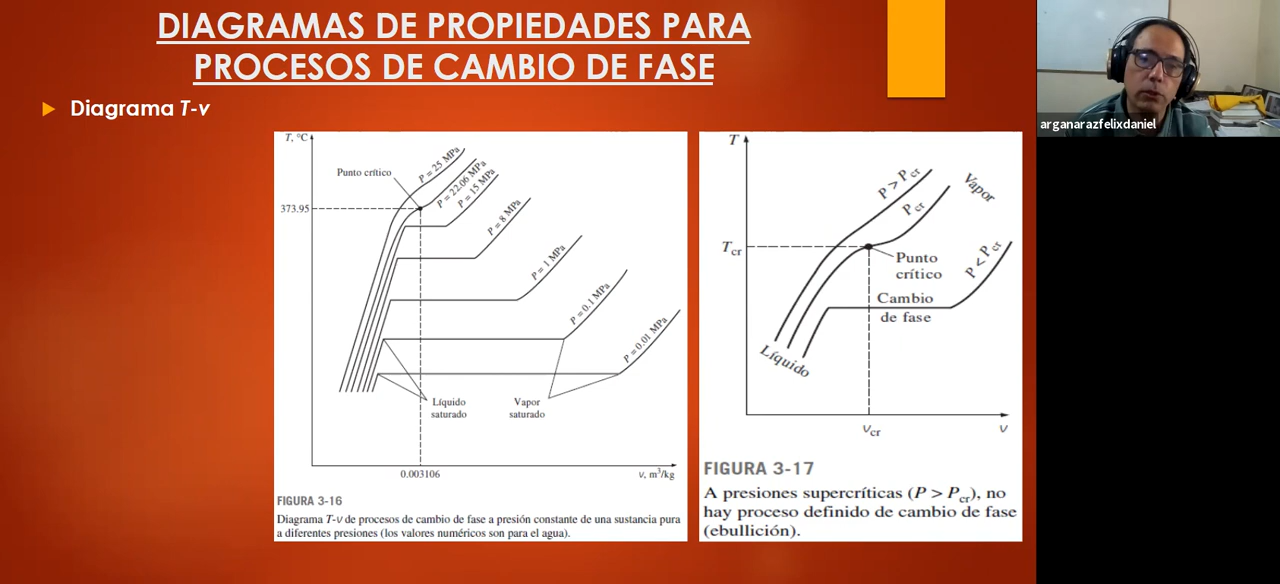 DIAGRAMAS DE PROPIEDADES PARA
PROCESOS DE CAMBIO DE FASE
Diagrama T-v
T, °C
Punto crítico
373.95
P = 25 MPa
P = 22.06 MPa
P = 15 MPa
P = 8 MPa
P = 1 MPa
P = 0.1 MPa
P = 0.01 MPa
Líquido
saturado
Vapor
saturado
0.003106
v, m³/kg
FIGURA 3-16
Diagrama T-v de procesos de cambio de fase a presión constante de una sustancia pura
a diferentes presiones (los valores numéricos son para el agua).
T
P > Pcr
Pcr
Vapor
Tcr
Punto
crítico
P < Pcr
Cambio
de fase
Líquido
vcr
v
FIGURA 3-17
A presiones supercríticas (P > Pcr), no
hay proceso definido de cambio de fase
(ebullición).
arganarazfelixdaniel